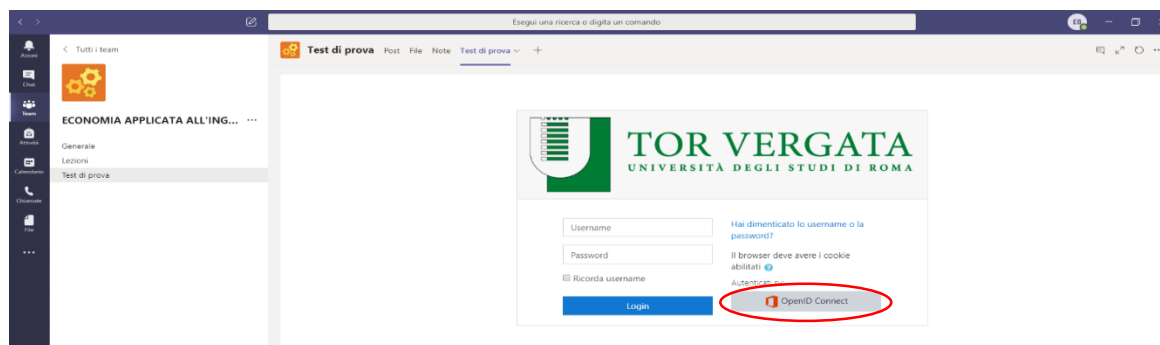 Esegui una ricerca o digita un comando
EB
Azioni
Chat
Team
Attività
Calendario
Chiamate
File
< Tutti i team
ECONOMIA APPLICATA ALL'ING... ...
Generale
Lezioni
Test di prova
Test di prova Post File Note Test di prova
TOR VERGATA
UNIVERSITÀ DEGLI STUDI DI ROMA
Username
Password
Ricorda username
Login
Hai dimenticato lo username o la
password?
Il browser deve avere i cookie
abilitati
Autenticati su:
OpenID Connect